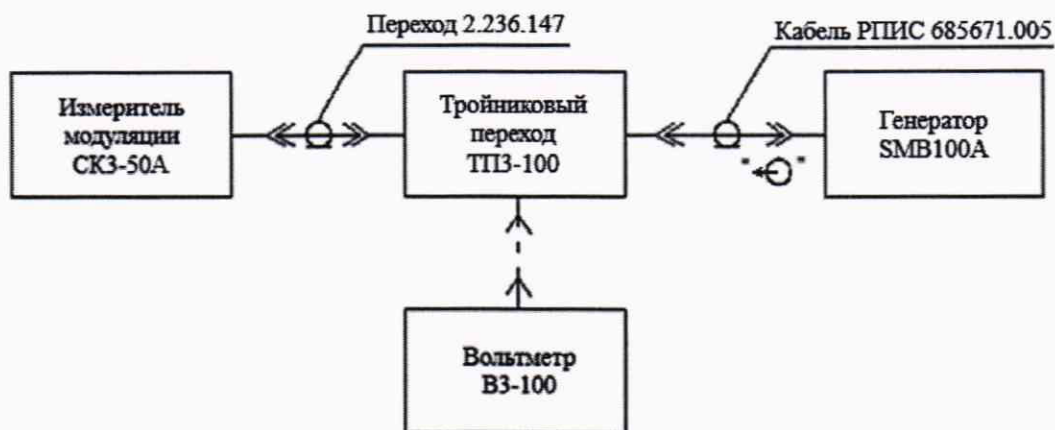 Переход 2.236.147
Кабель РПИС 685671.005
Измеритель
модуляции
СК3-50А
Тройниковый
переход
ТП3-100
Генератор
SMB100A
" "
Вольтметр
В3-100